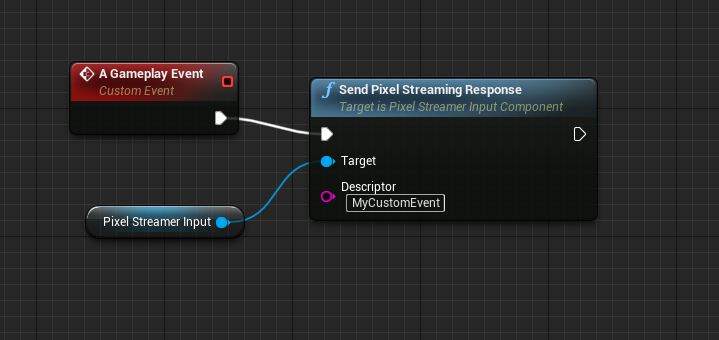 A Gameplay Event
Custom Event
f Send Pixel Streaming Response
Target is Pixel Streamer Input Component
Target
Descriptor
MyCustomEvent
Pixel Streamer Input